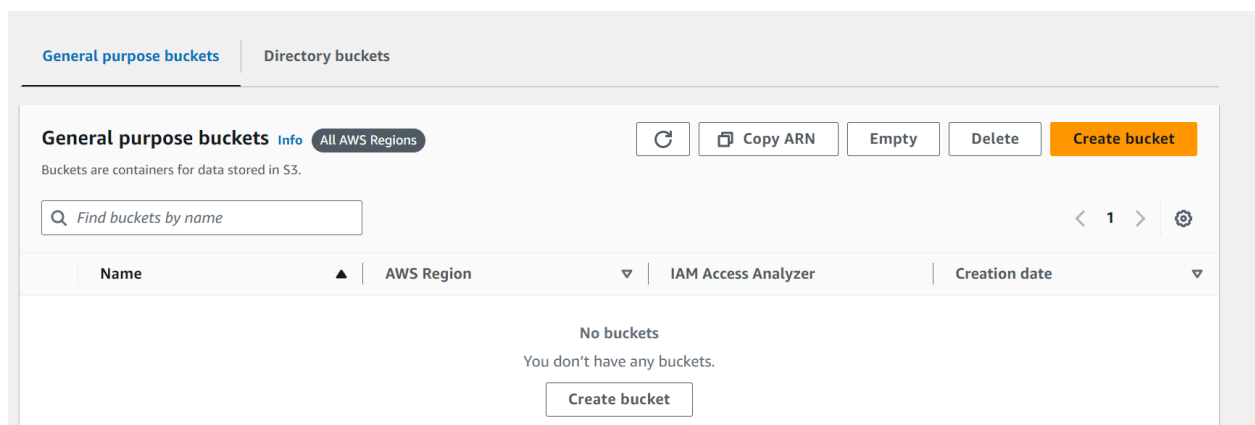 General purpose buckets Directory buckets
General purpose buckets Info All AWS Regions Copy ARN Empty Delete Create bucket
Buckets are containers for data stored in S3.
Find buckets by name 1
Name AWS Region IAM Access Analyzer Creation date
No buckets
You don’t have any buckets.
Create bucket